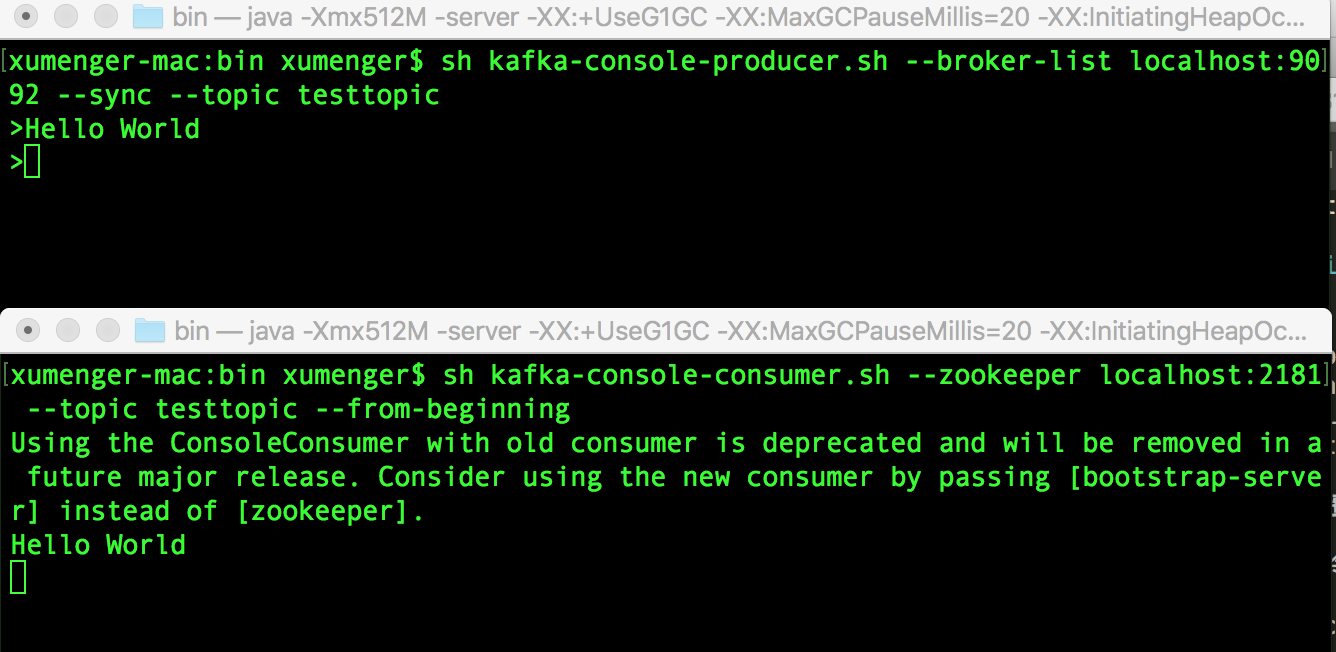 bin — java -Xmx512M -server -XX:+UseG1GC -XX:MaxGCPauseMillis=20 -XX:InitiatingHeapOc...
[xumenger-mac:bin xumenger$ sh kafka-console-producer.sh --broker-list localhost:90]
92 --sync --topic testtopic
>Hello World
>
bin — java -Xmx512M -server -XX:+UseG1GC -XX:MaxGCPauseMillis=20 -XX:InitiatingHeapOc...
[xumenger-mac:bin xumenger$ sh kafka-console-consumer.sh --zookeeper localhost:2181]
 --topic testtopic --from-beginning
Using the ConsoleConsumer with old consumer is deprecated and will be removed in a
 future major release. Consider using the new consumer by passing [bootstrap-serve
r] instead of [zookeeper].
Hello World